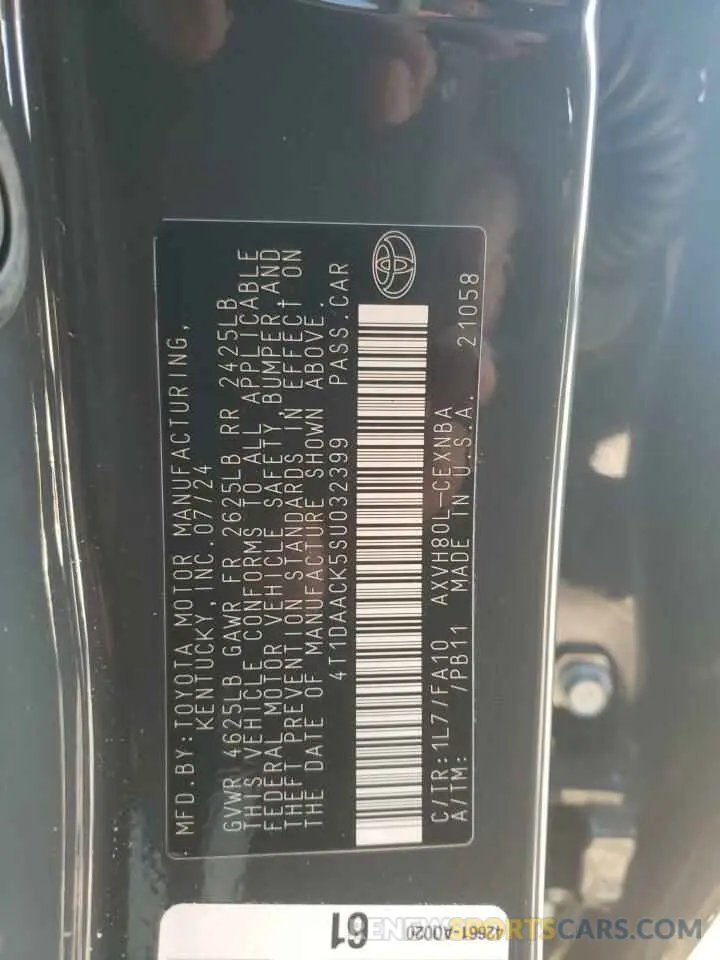 MFD.BY:TOYOTA MOTOR MANUFACTURING,
KENTUCKY,INC.07/24
GVWR 4625LB GAWR FR 2625LB RR 2425LB
THIS VEHICLE CONFORMS TO ALL APPLICABLE
FEDERAL MOTOR VEHICLE SAFETY, BUMPER, AND
THEFT PREVENTION STANDARDS IN EFFECT ON
THE DATE OF MANUFACTURE SHOWN ABOVE.
4T1DAACK5SU032399 PASS.CAR
C/TR:1L7/FA10 AXVH80L-CEXNBA
A/TM: /PB11 MADE IN U.S.A. 21058
61
42661-A0020
RENEWSPORTSCARS.COM